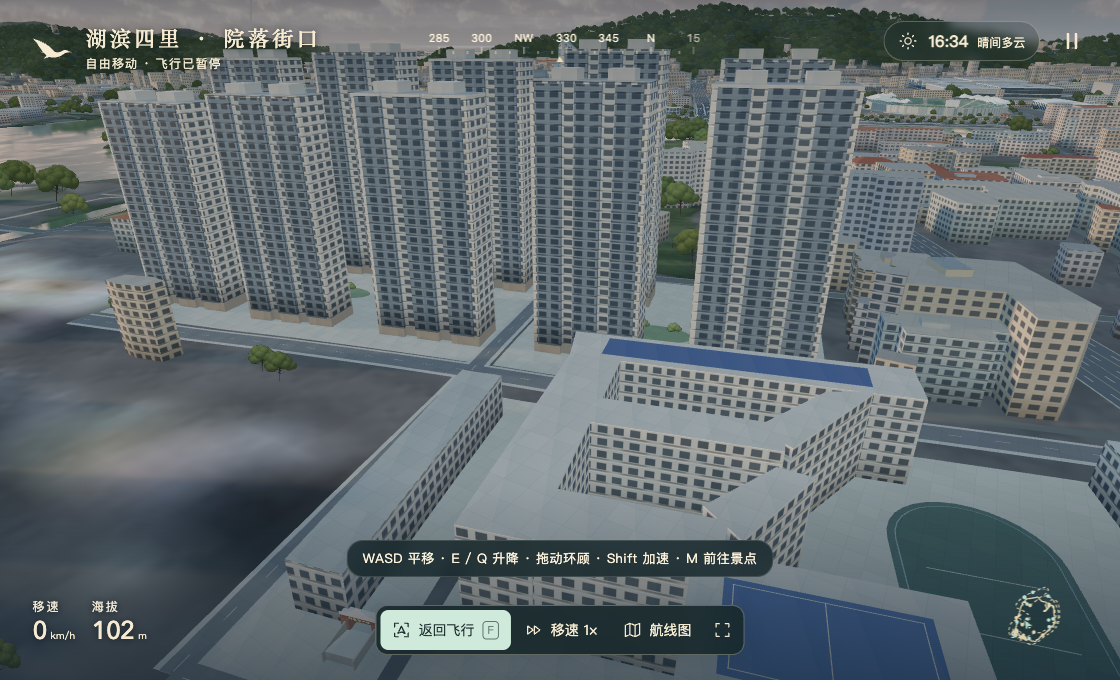 湖滨四里 · 院落街口
自由移动 · 飞行已暂停
285 300 NW 330 345 N 15
16:34 晴间多云
WASD 平移 · E / Q 升降 · 拖动环顾 · Shift 加速 · M 前往景点
移速 海拔
0 km/h 102 m
返回飞行 F 移速 1x 航线图